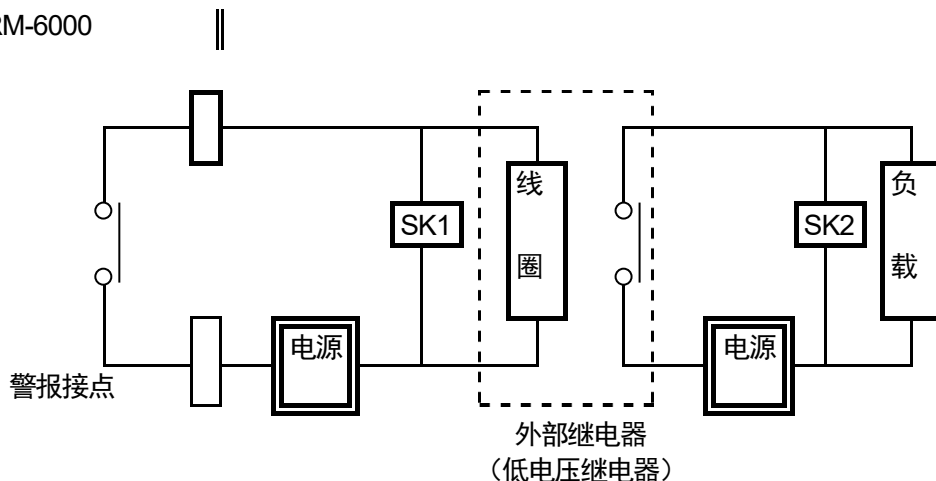 RM-6000
线
圈
负
载
SK1
SK2
电源
电源
警报接点
外部继电器
（低电压继电器）